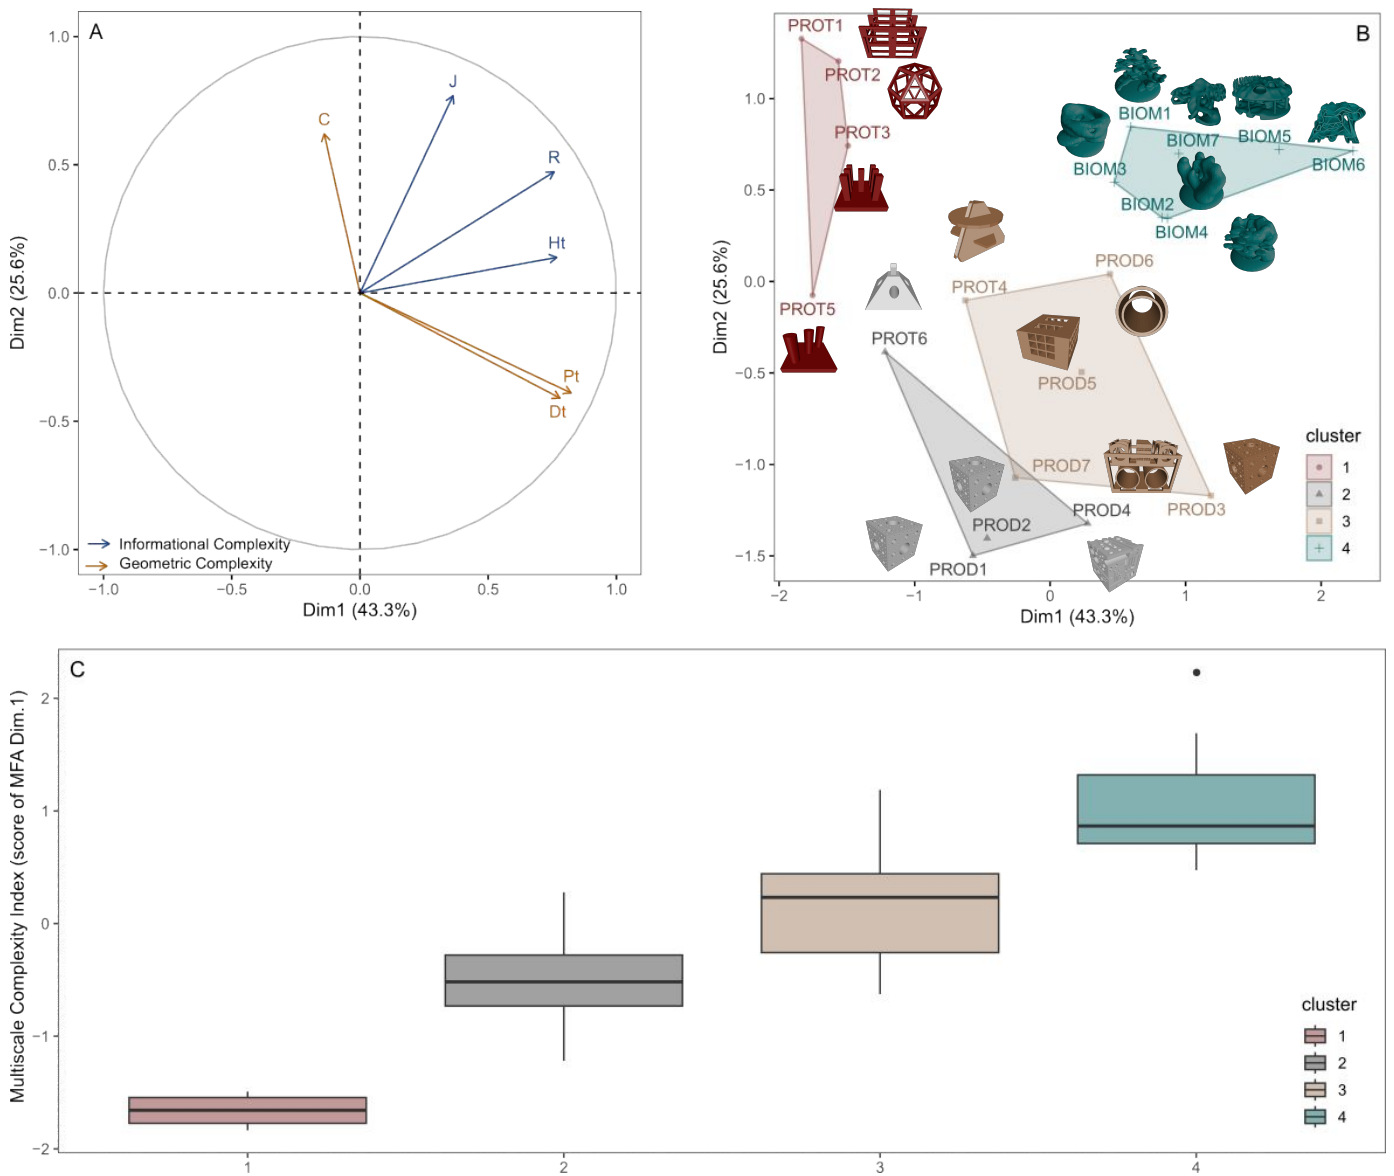 A
1.0
0.5
0.0
−0.5
−1.0
Dim2 (25.6%)
C
J
R
Ht
Pt
Dt
Informational Complexity
Geometric Complexity
−1.0
−0.5
0.0
0.5
1.0
Dim1 (43.3%)
B
1.0
0.5
0.0
−0.5
−1.0
−1.5
Dim2 (25.6%)
PROT1
PROT2
PROT3
PROT5
BIOM1
BIOM7
BIOM5
BIOM6
BIOM3
BIOM2
BIOM4
PROD6
PROT4
PROT6
PROD5
PROD7
PROD3
PROD4
PROD2
PROD1
cluster
1
2
3
4
−2
−1
0
1
2
Dim1 (43.3%)
C
2
1
0
−1
−2
Multiscale Complexity Index (score of MFA Dim.1)
cluster
1
2
3
4
1
2
3
4